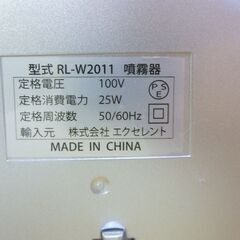 型式 RL-W2011 噴霧器
定格電圧 100V
定格消費電力 25W
定格周波数 50/60Hz
輸入元 株式会社 エクセレント
MADE IN CHINA
PSE